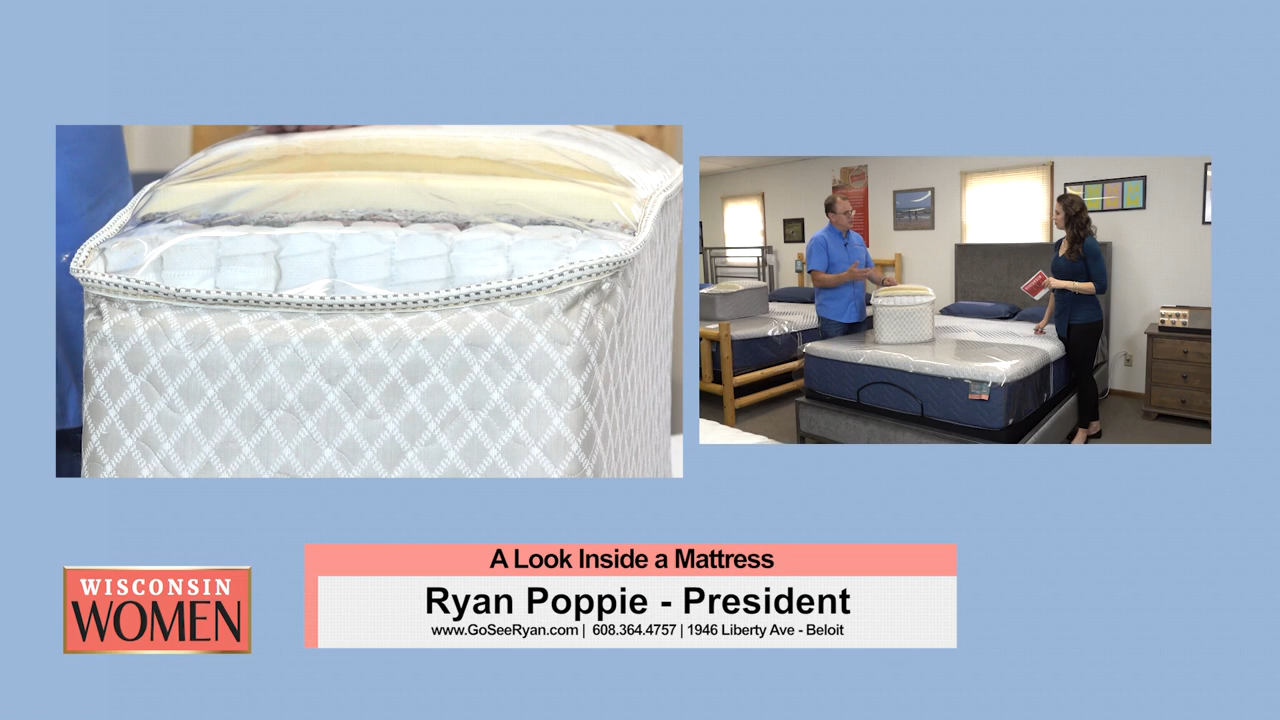 A Look Inside a Mattress
Ryan Poppie - President
www.GoSeeRyan.com | 608.364.4757 | 1946 Liberty Ave - Beloit
WISCONSIN
WOMEN